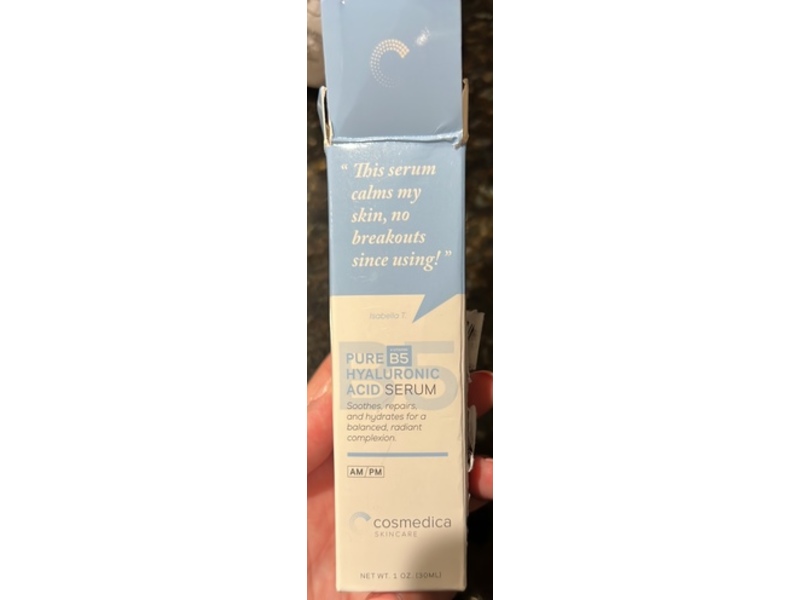 “ This serum
calms my
skin, no
breakouts
since using! ”
Isabella T.
B5
PURE B5
HYALURONIC
ACID SERUM
Soothes, repairs,
and hydrates for a
balanced, radiant
complexion.
AM/PM
cosmedica
SKINCARE
NET WT. 1 OZ. (30ML)